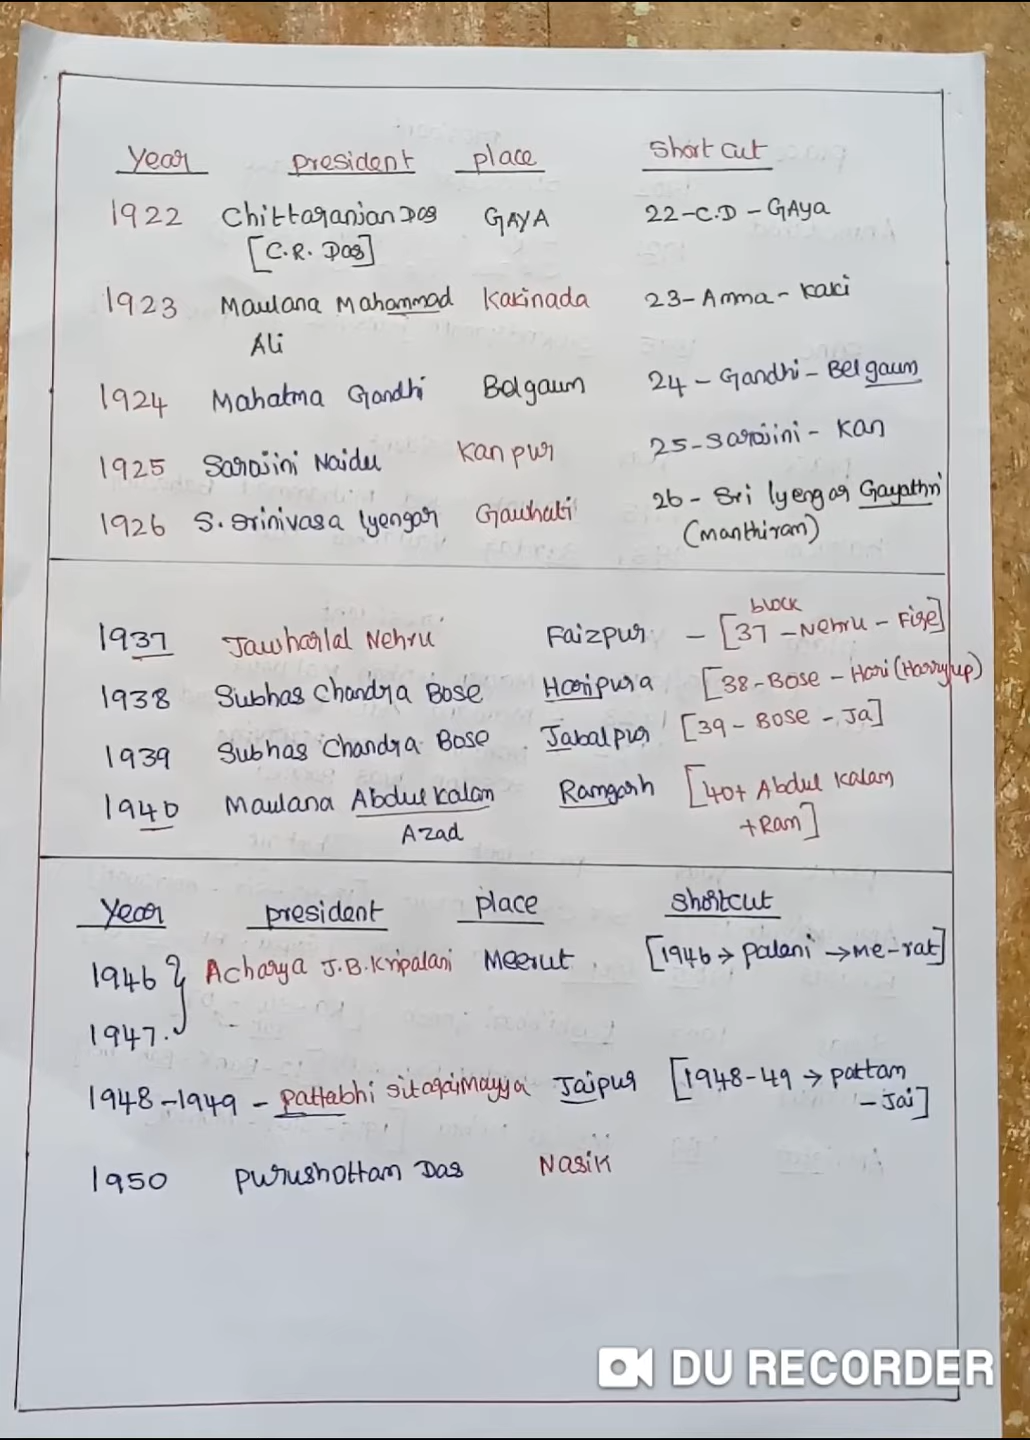 Year president place Short cut
1922 Chittaranjan Das GAYA 22-C.D - GAya
[C.R. Das]
1923 Maulana Mahammad Kakinada 23-Amma-kaki
Ali
1924 Mahatma Gandhi Belgaum 24 - Gandhi - Belgaum
1925 Sarojini Naidu Kanpur 25-Sarojini - Kan
1926 S. Srinivasa Iyengar Gauhati 26 - Sri Iyengar Gayathri
(manthiram)
block
1937 Jawharlal Nehru Faizpur - [37 -Nehru - Fire]
1938 Subhas Chandra Bose Haripura [38-Bose - Hari (Harryup)
1939 Subhas Chandra Bose Jabalpur [39 - Bose - Ja]
1940 Maulana Abdul kalam Ramgarh [40+ Abdul kalam
Azad +Ram]
Year president place shortcut
1946 } Acharya J.B.Kripalani Meerut [1946→ palani →me-rat]
1947.
1948-1949 - pattabhi sitaramayya Jaipur [1948-49 → pattam
- Jai]
1950 purushottam Das Nasik
DU RECORDER